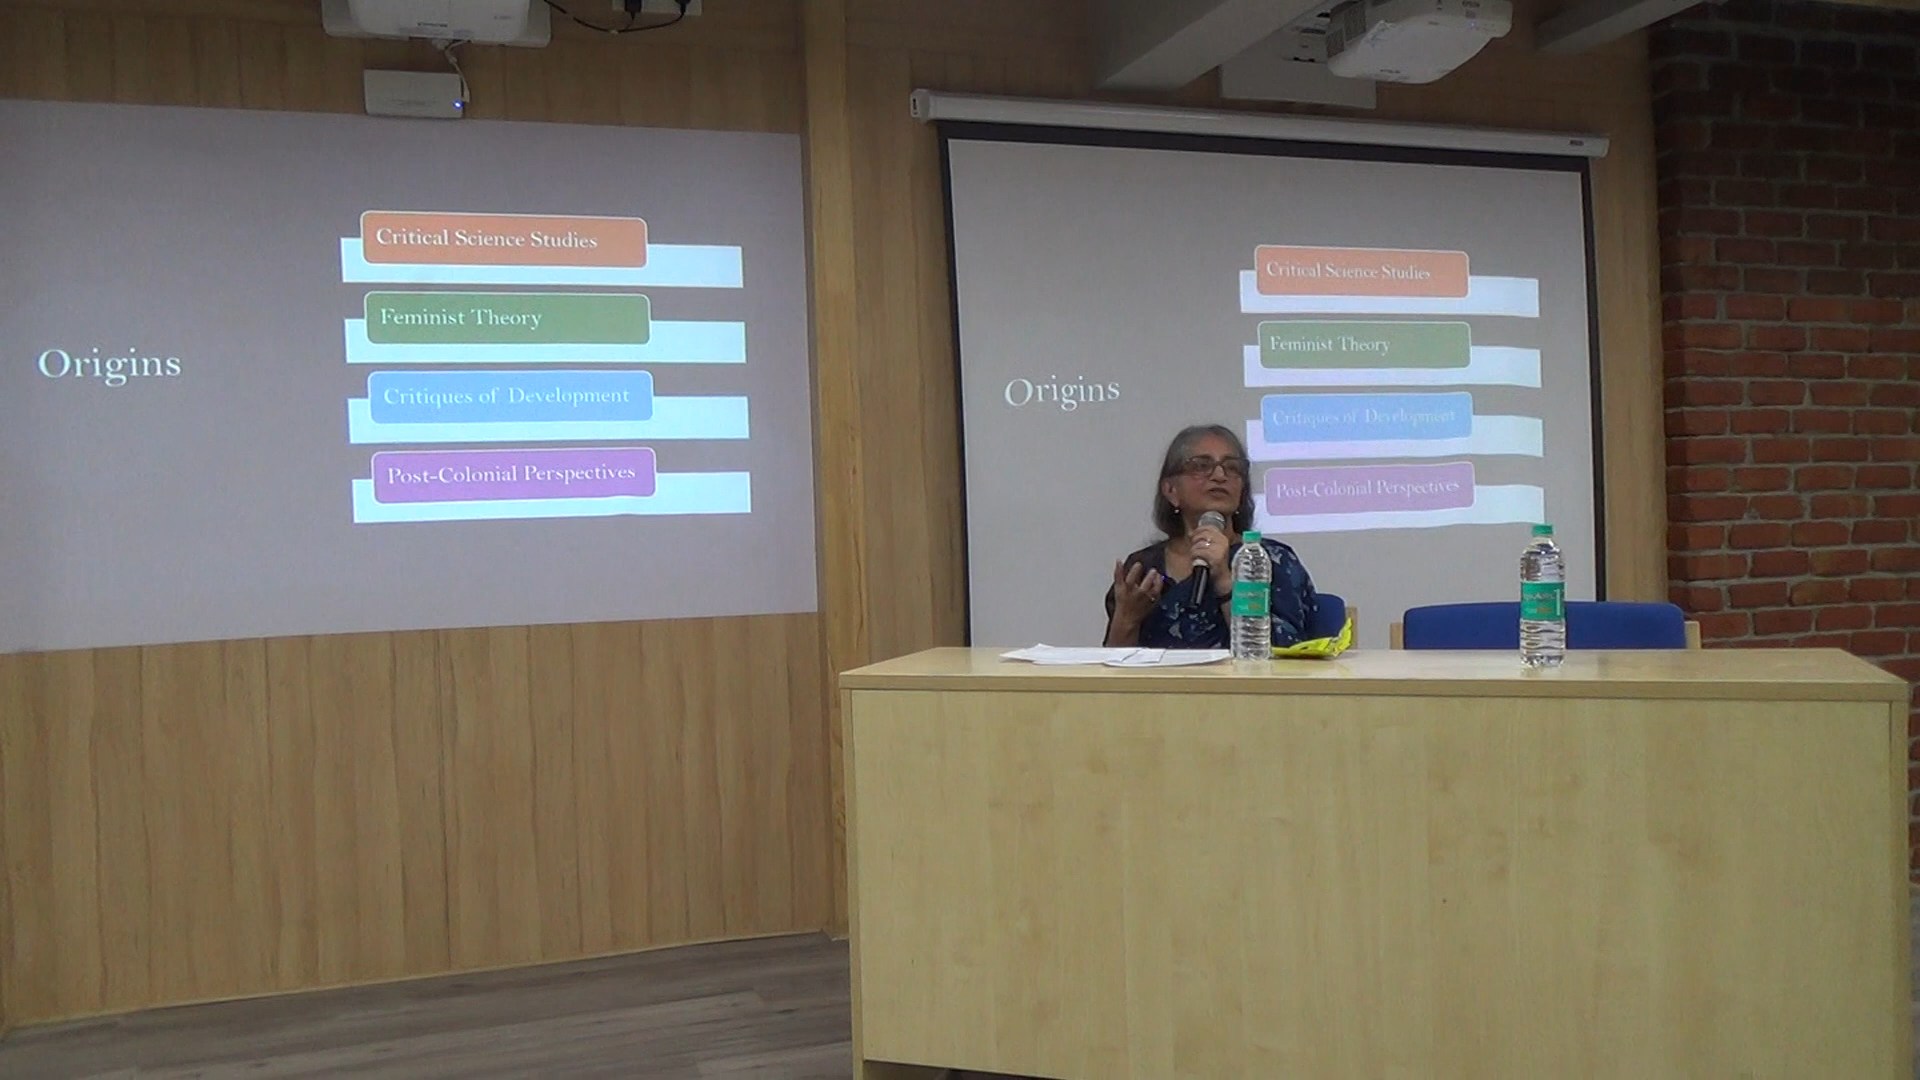 Origins
Critical Science Studies
Feminist Theory
Critiques of Development
Post-Colonial Perspectives
Origins
Critical Science Studies
Feminist Theory
Critiques of Development
Post-Colonial Perspectives